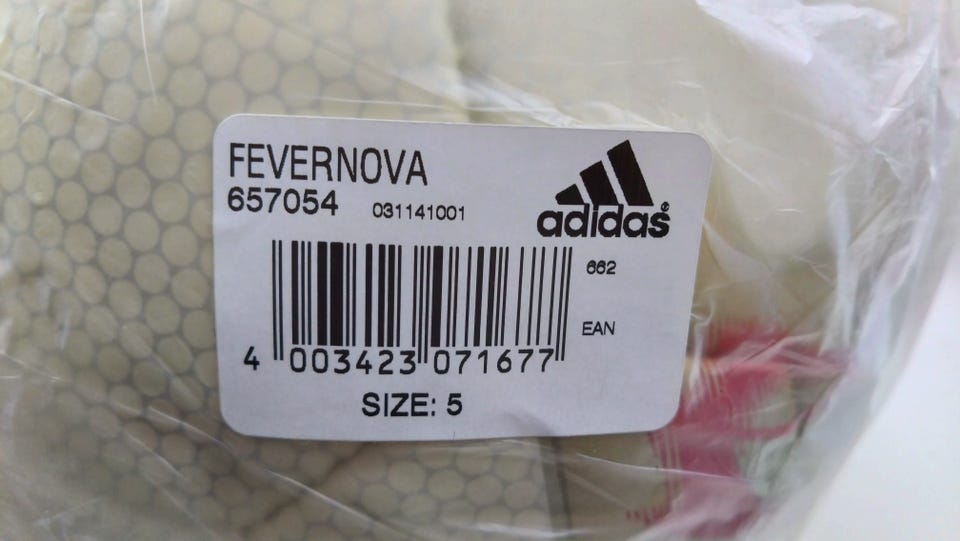 FEVERNOVA
657054 031141001
adidas®
662
EAN
4 003423 071677
SIZE: 5